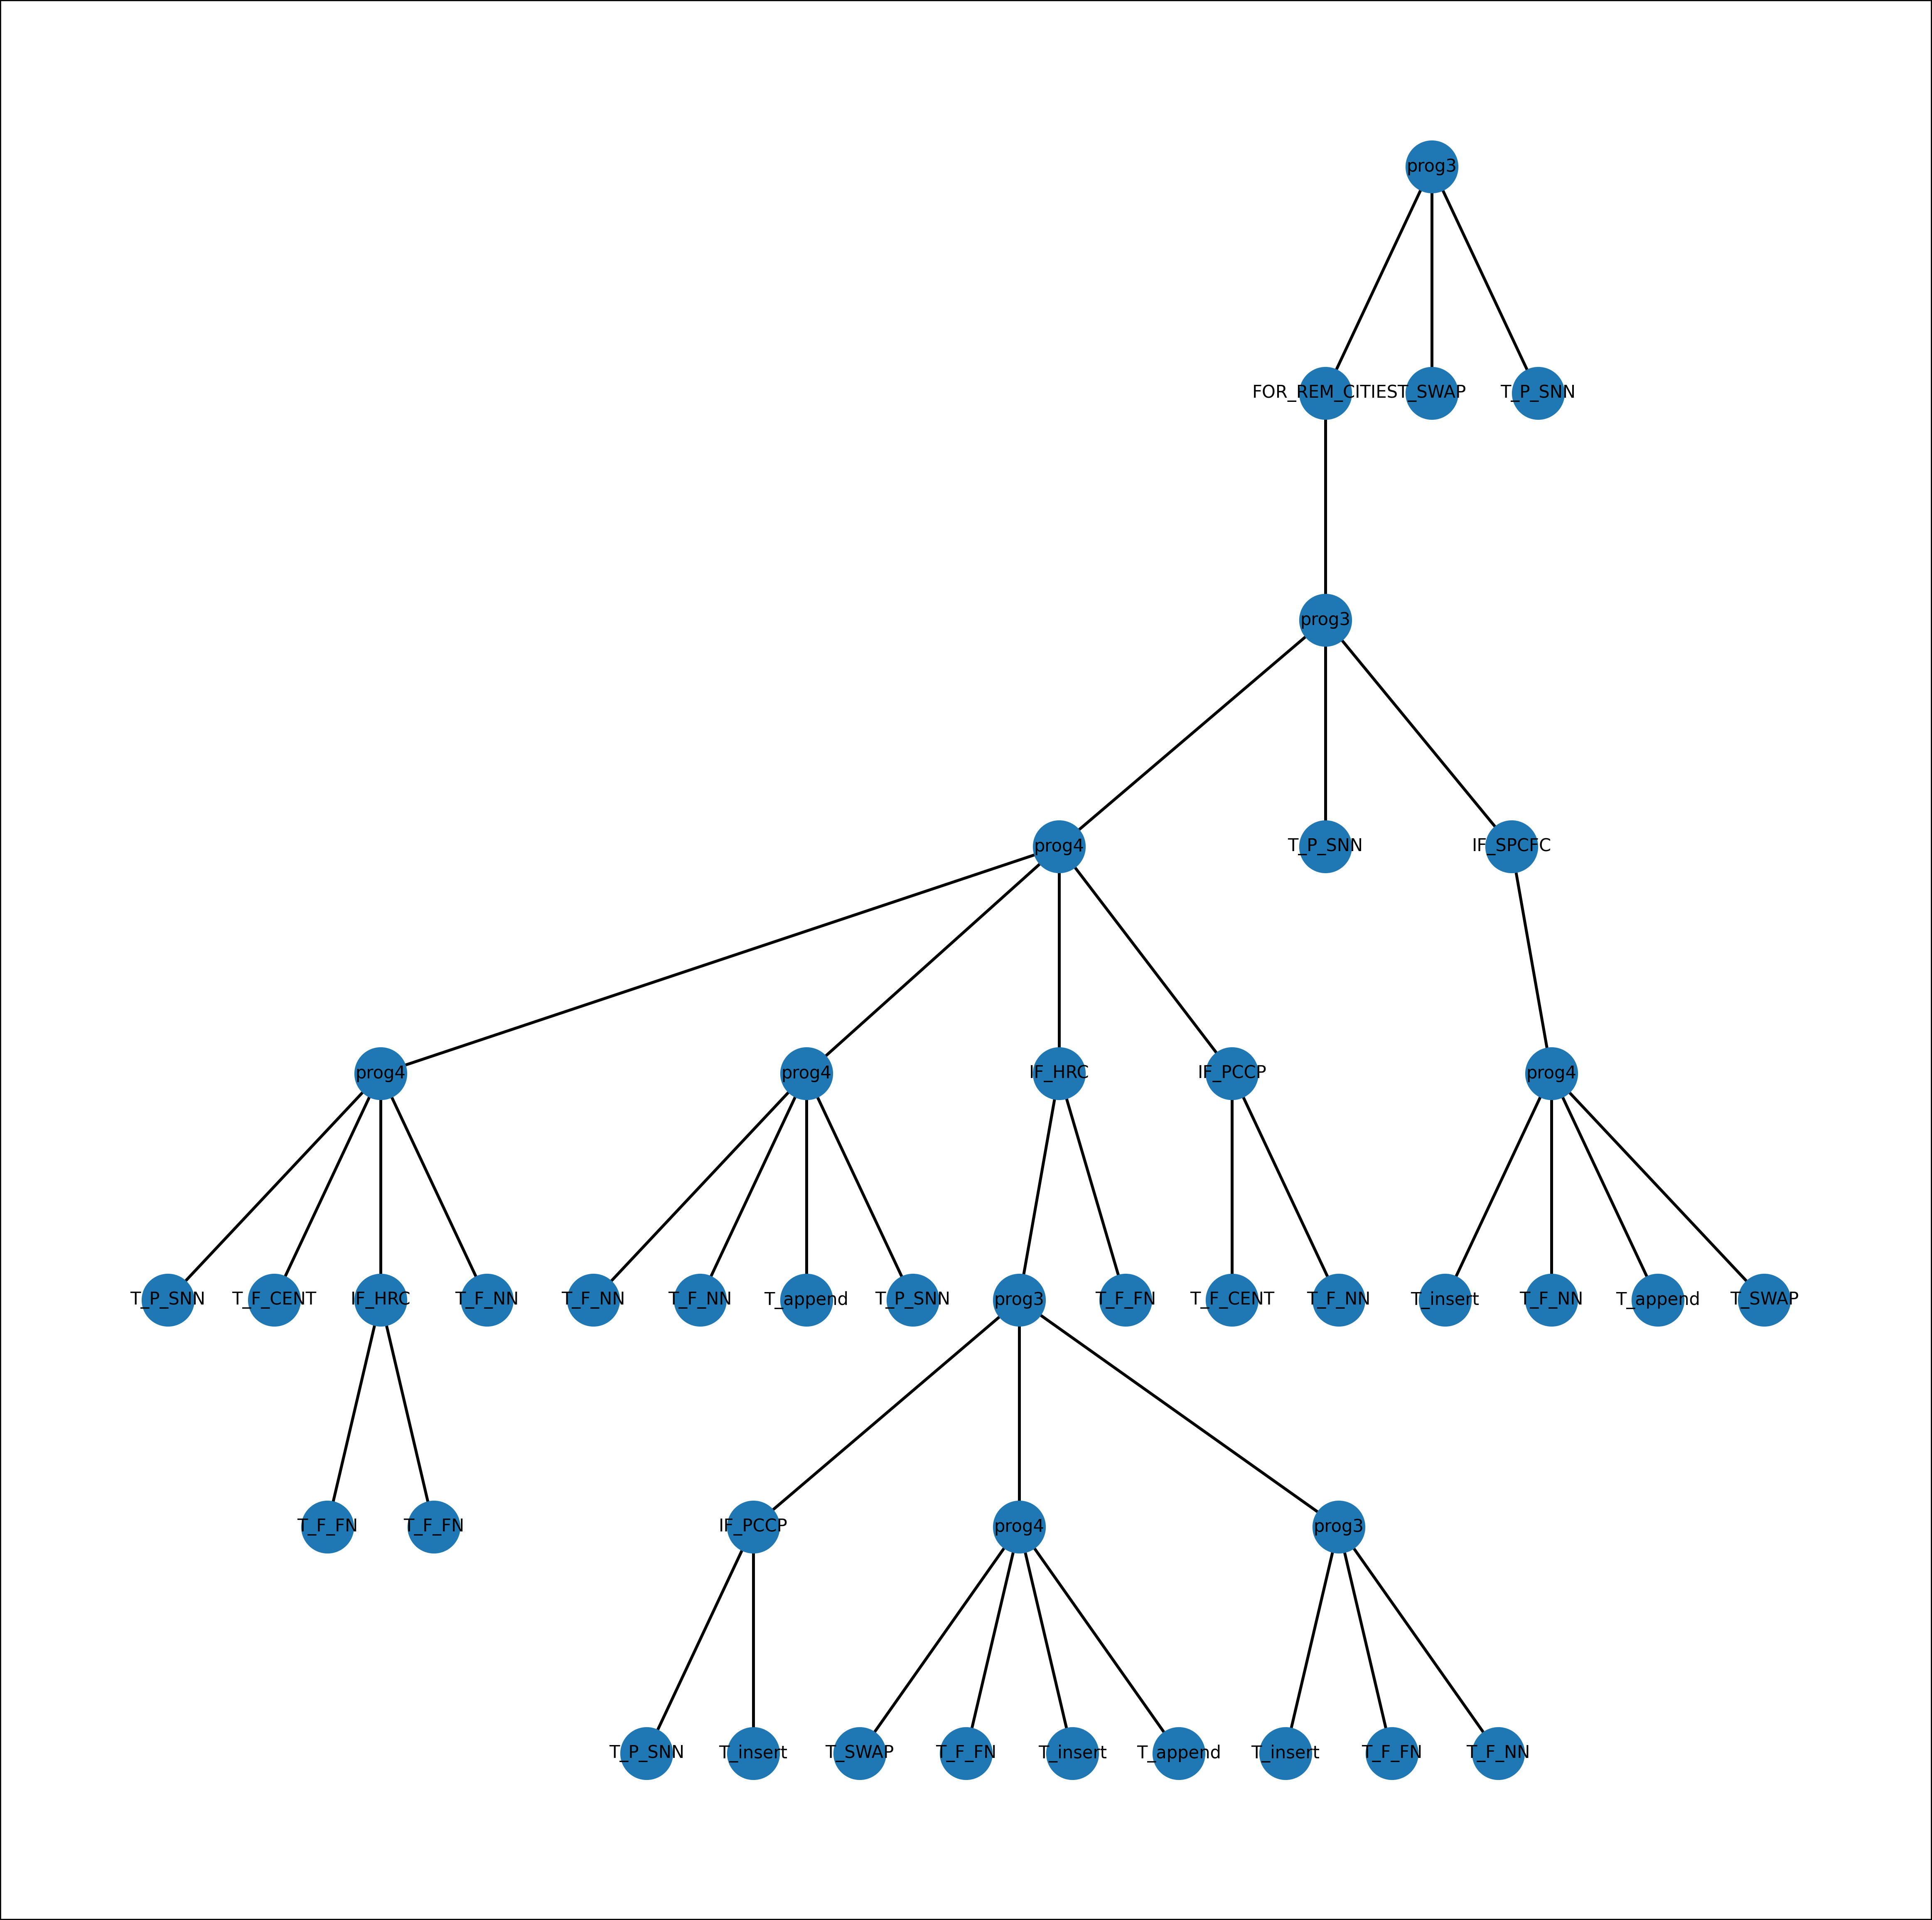 prog3
FOR_REM_CITIES T_SWAP T_P_SNN
prog3
prog4 T_P_SNN IF_SPCFC
prog4 prog4 IF_HRC IF_PCCP prog4
T_P_SNN T_F_CENT IF_HRC T_F_NN T_F_NN T_F_NN T_append T_P_SNN prog3 T_F_FN T_F_CENT T_F_NN T_insert T_F_NN T_append T_SWAP
T_F_FN T_F_FN IF_PCCP prog4 prog3
T_P_SNN T_insert T_SWAP T_F_FN T_insert T_append T_insert T_F_FN T_F_NN